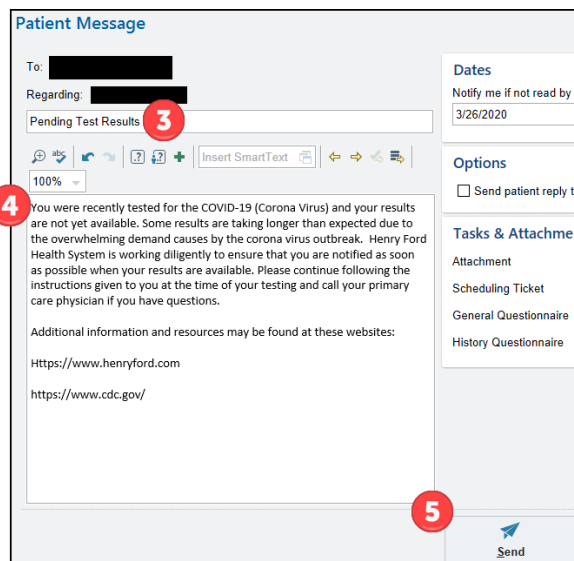 Patient Message
To:
Regarding:
Pending Test Results
3
abc
Insert SmartText
100%
4
You were recently tested for the COVID-19 (Corona Virus) and your results
are not yet available. Some results are taking longer than expected due to
the overwhelming demand causes by the corona virus outbreak.  Henry Ford
Health System is working diligently to ensure that you are notified as soon
as possible when your results are available. Please continue following the
instructions given to you at the time of your testing and call your primary
care physician if you have questions.
Additional information and resources may be found at these websites:
Https://www.henryford.com
https://www.cdc.gov/
Dates
Notify me if not read by
3/26/2020
Options
Send patient reply t
Tasks & Attachme
Attachment
Scheduling Ticket
General Questionnaire
History Questionnaire
5
Send